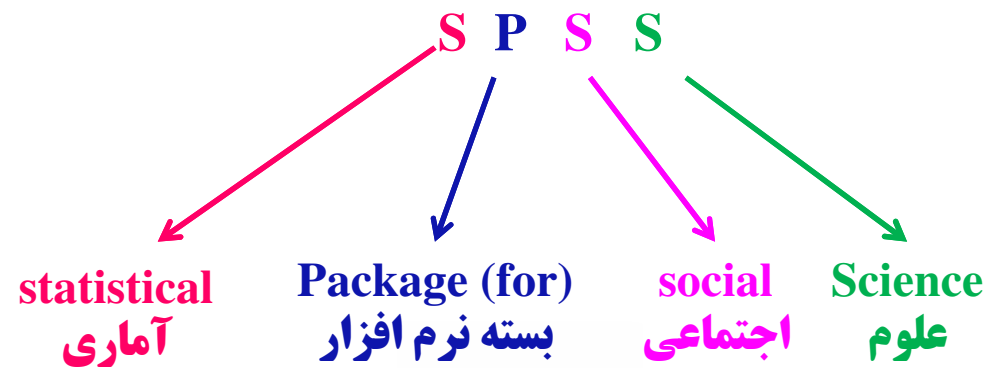 S P S S
statistical Package (for) social Science
آماری بسته نرم افزار اجتماعی علوم